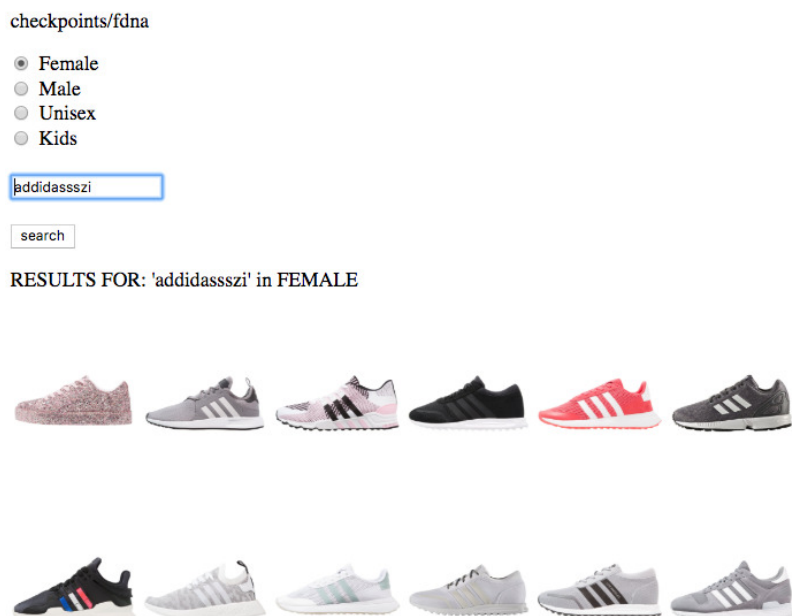 checkpoints/fdna
Female
Male
Unisex
Kids
addidassszi
search
RESULTS FOR: 'addidassszi' in FEMALE